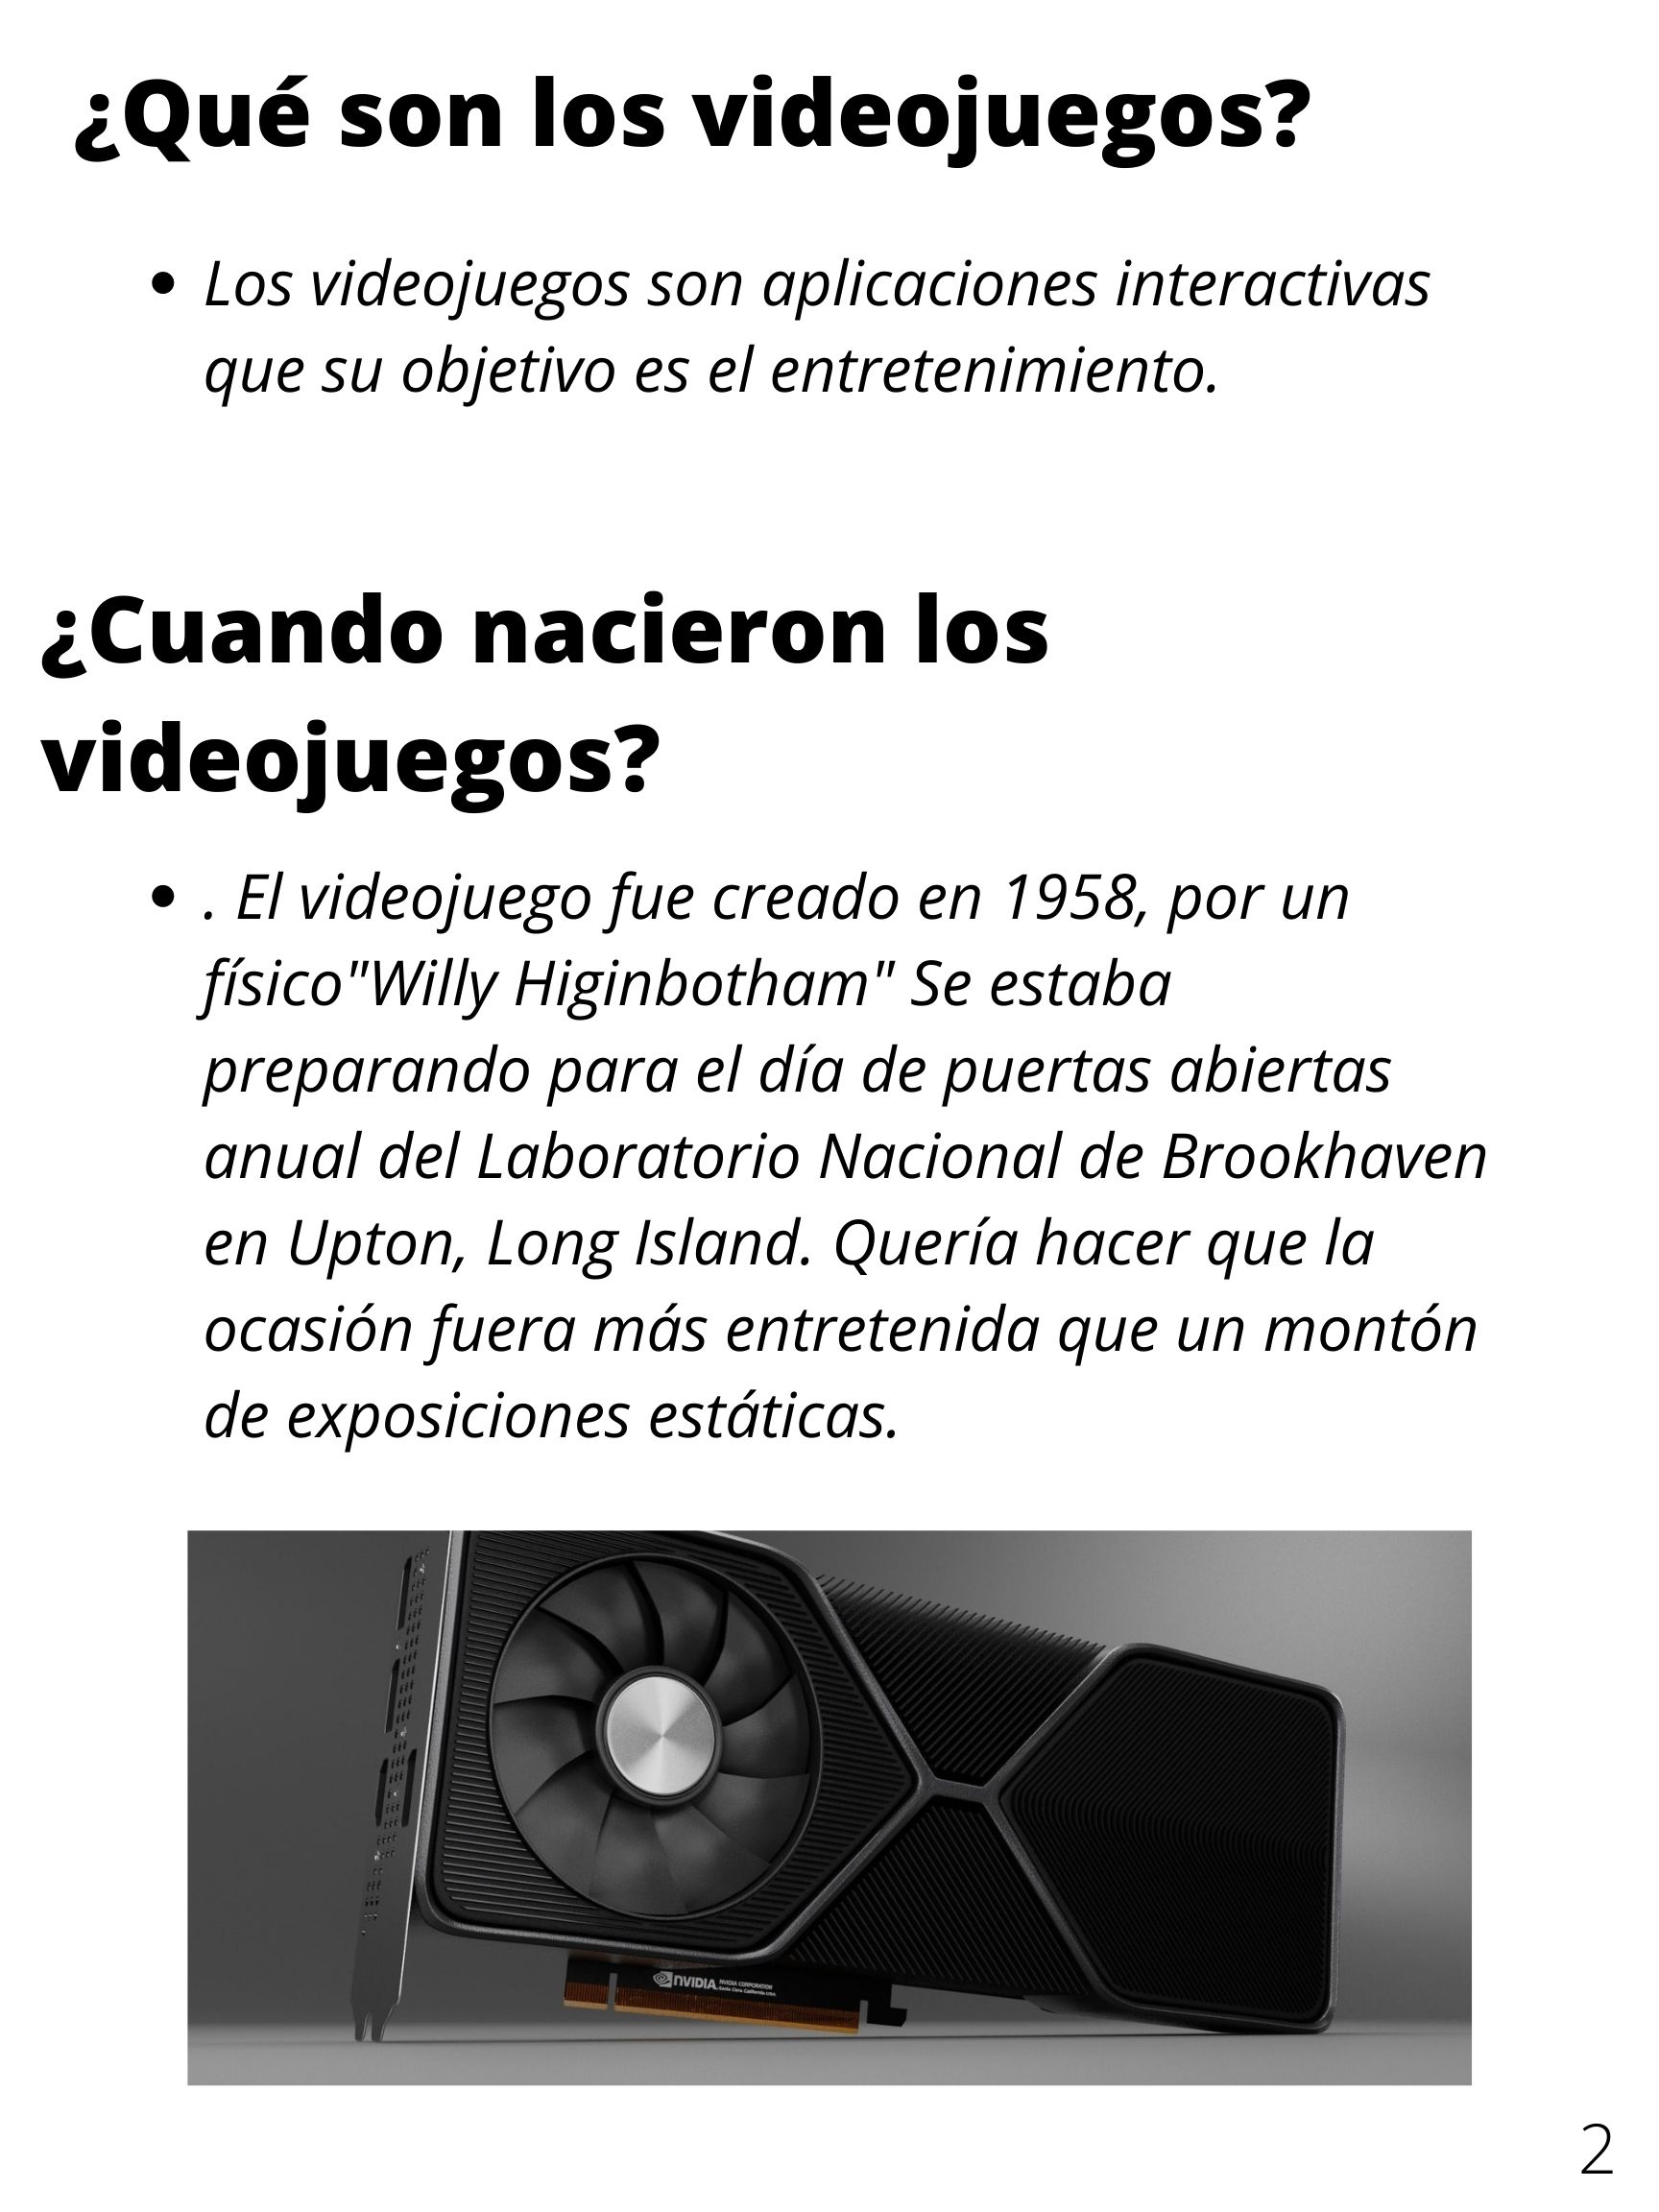 ¿Qué son los videojuegos?
• Los videojuegos son aplicaciones interactivas
que su objetivo es el entretenimiento.
¿Cuando nacieron los
videojuegos?
• . El videojuego fue creado en 1958, por un
físico"Willy Higinbotham" Se estaba
preparando para el día de puertas abiertas
anual del Laboratorio Nacional de Brookhaven
en Upton, Long Island. Quería hacer que la
ocasión fuera más entretenida que un montón
de exposiciones estáticas.
NVIDIA. NVIDIA CORPORATION
Santa Clara, California USA
2